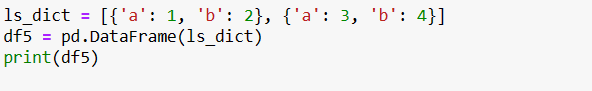 ls_dict = [{'a': 1, 'b': 2}, {'a': 3, 'b': 4}]
df5 = pd.DataFrame(ls_dict)
print(df5)